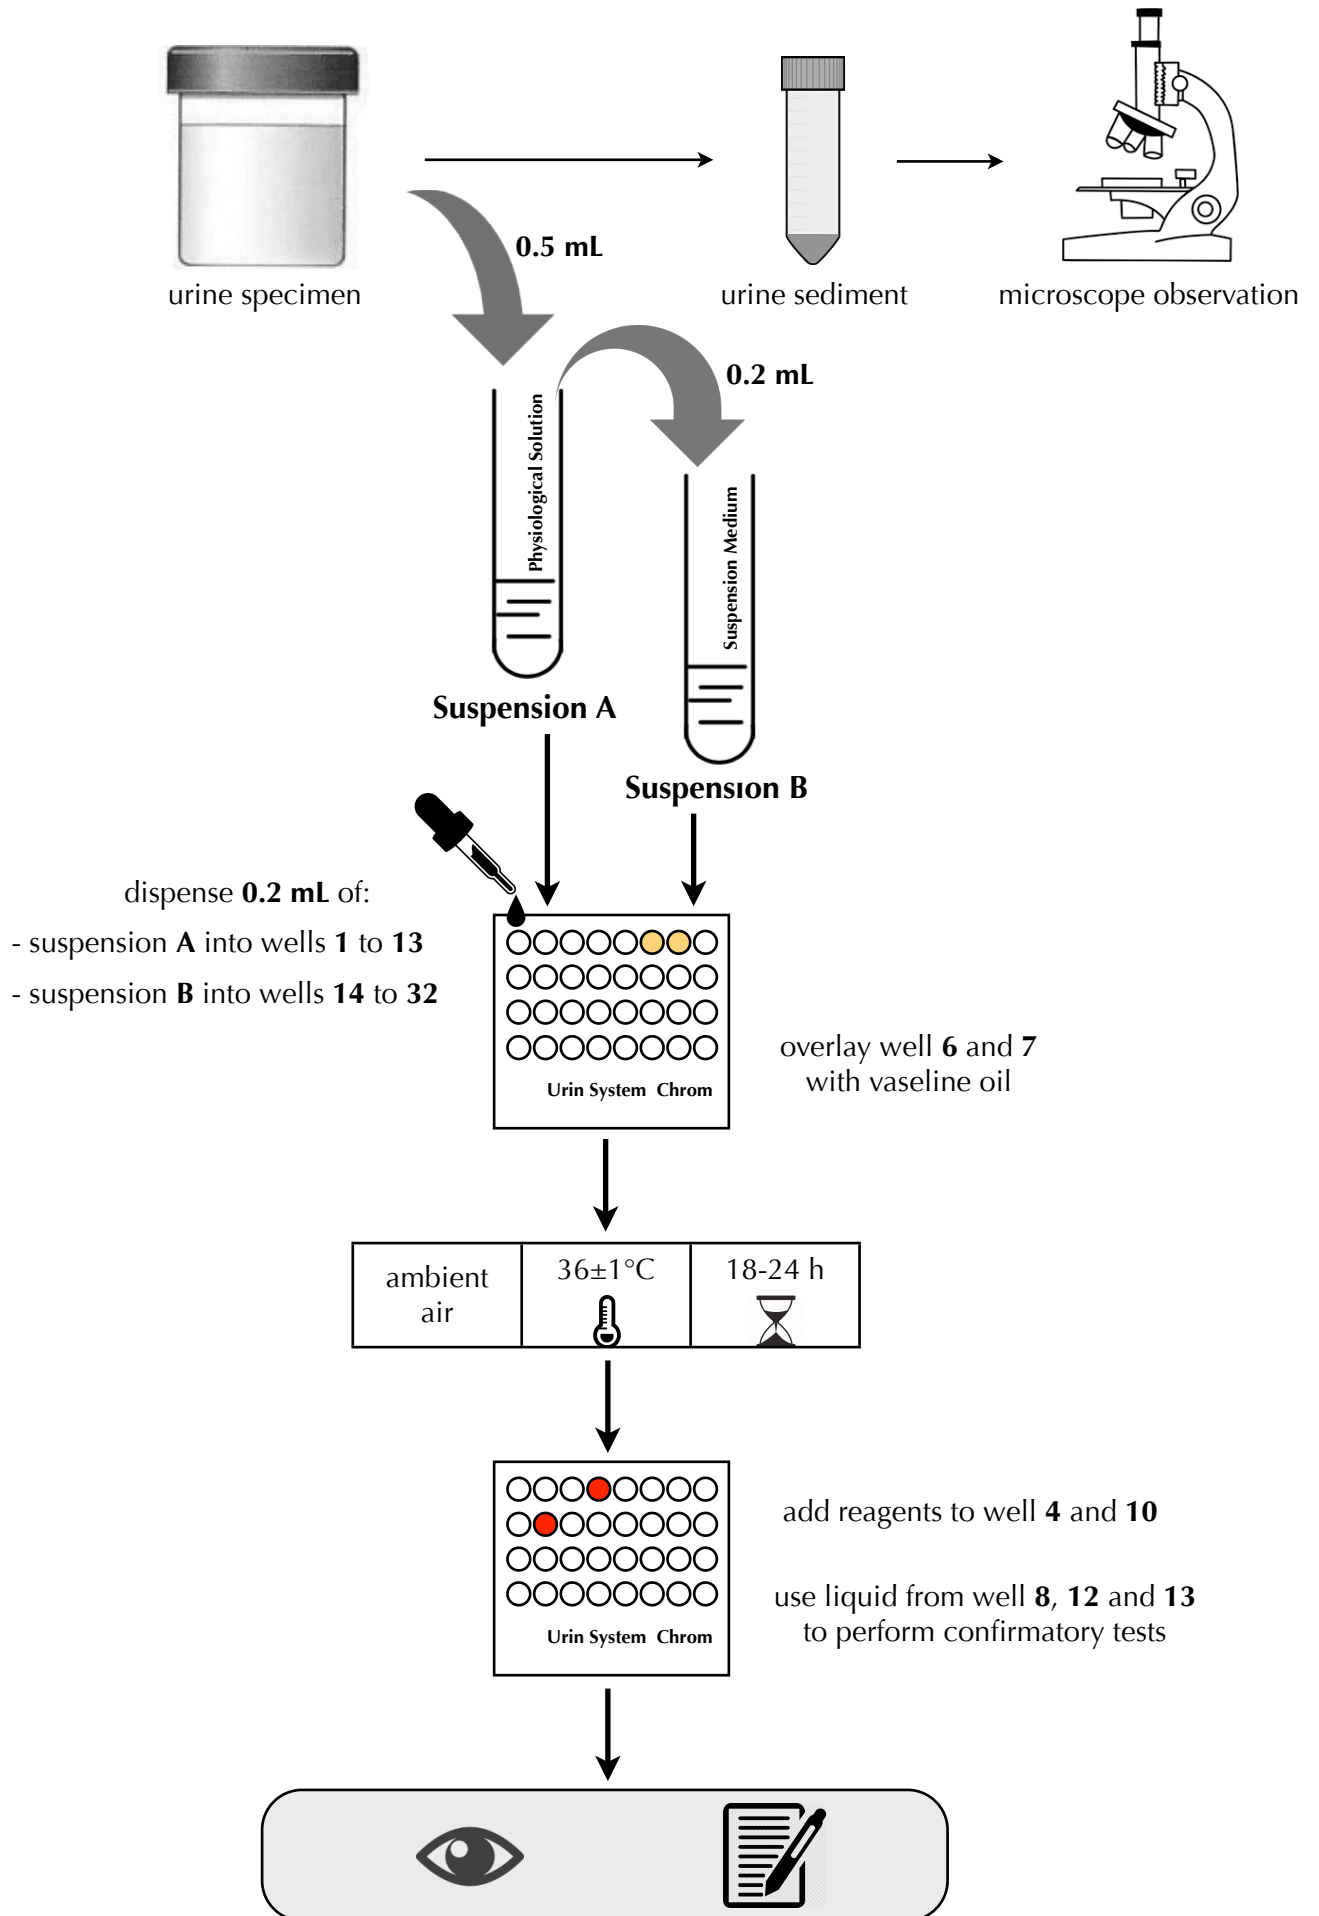 0.5 mL
urine specimen
urine sediment
microscope observation
0.2 mL
Physiological Solution
Suspension Medium
Suspension A
Suspension B
dispense 0.2 mL of:
- suspension A into wells 1 to 13
- suspension B into wells 14 to 32
overlay well 6 and 7
with vaseline oil
Urin System Chrom
ambient
air
36±1°C
18-24 h
add reagents to well 4 and 10
use liquid from well 8, 12 and 13
to perform confirmatory tests
Urin System Chrom